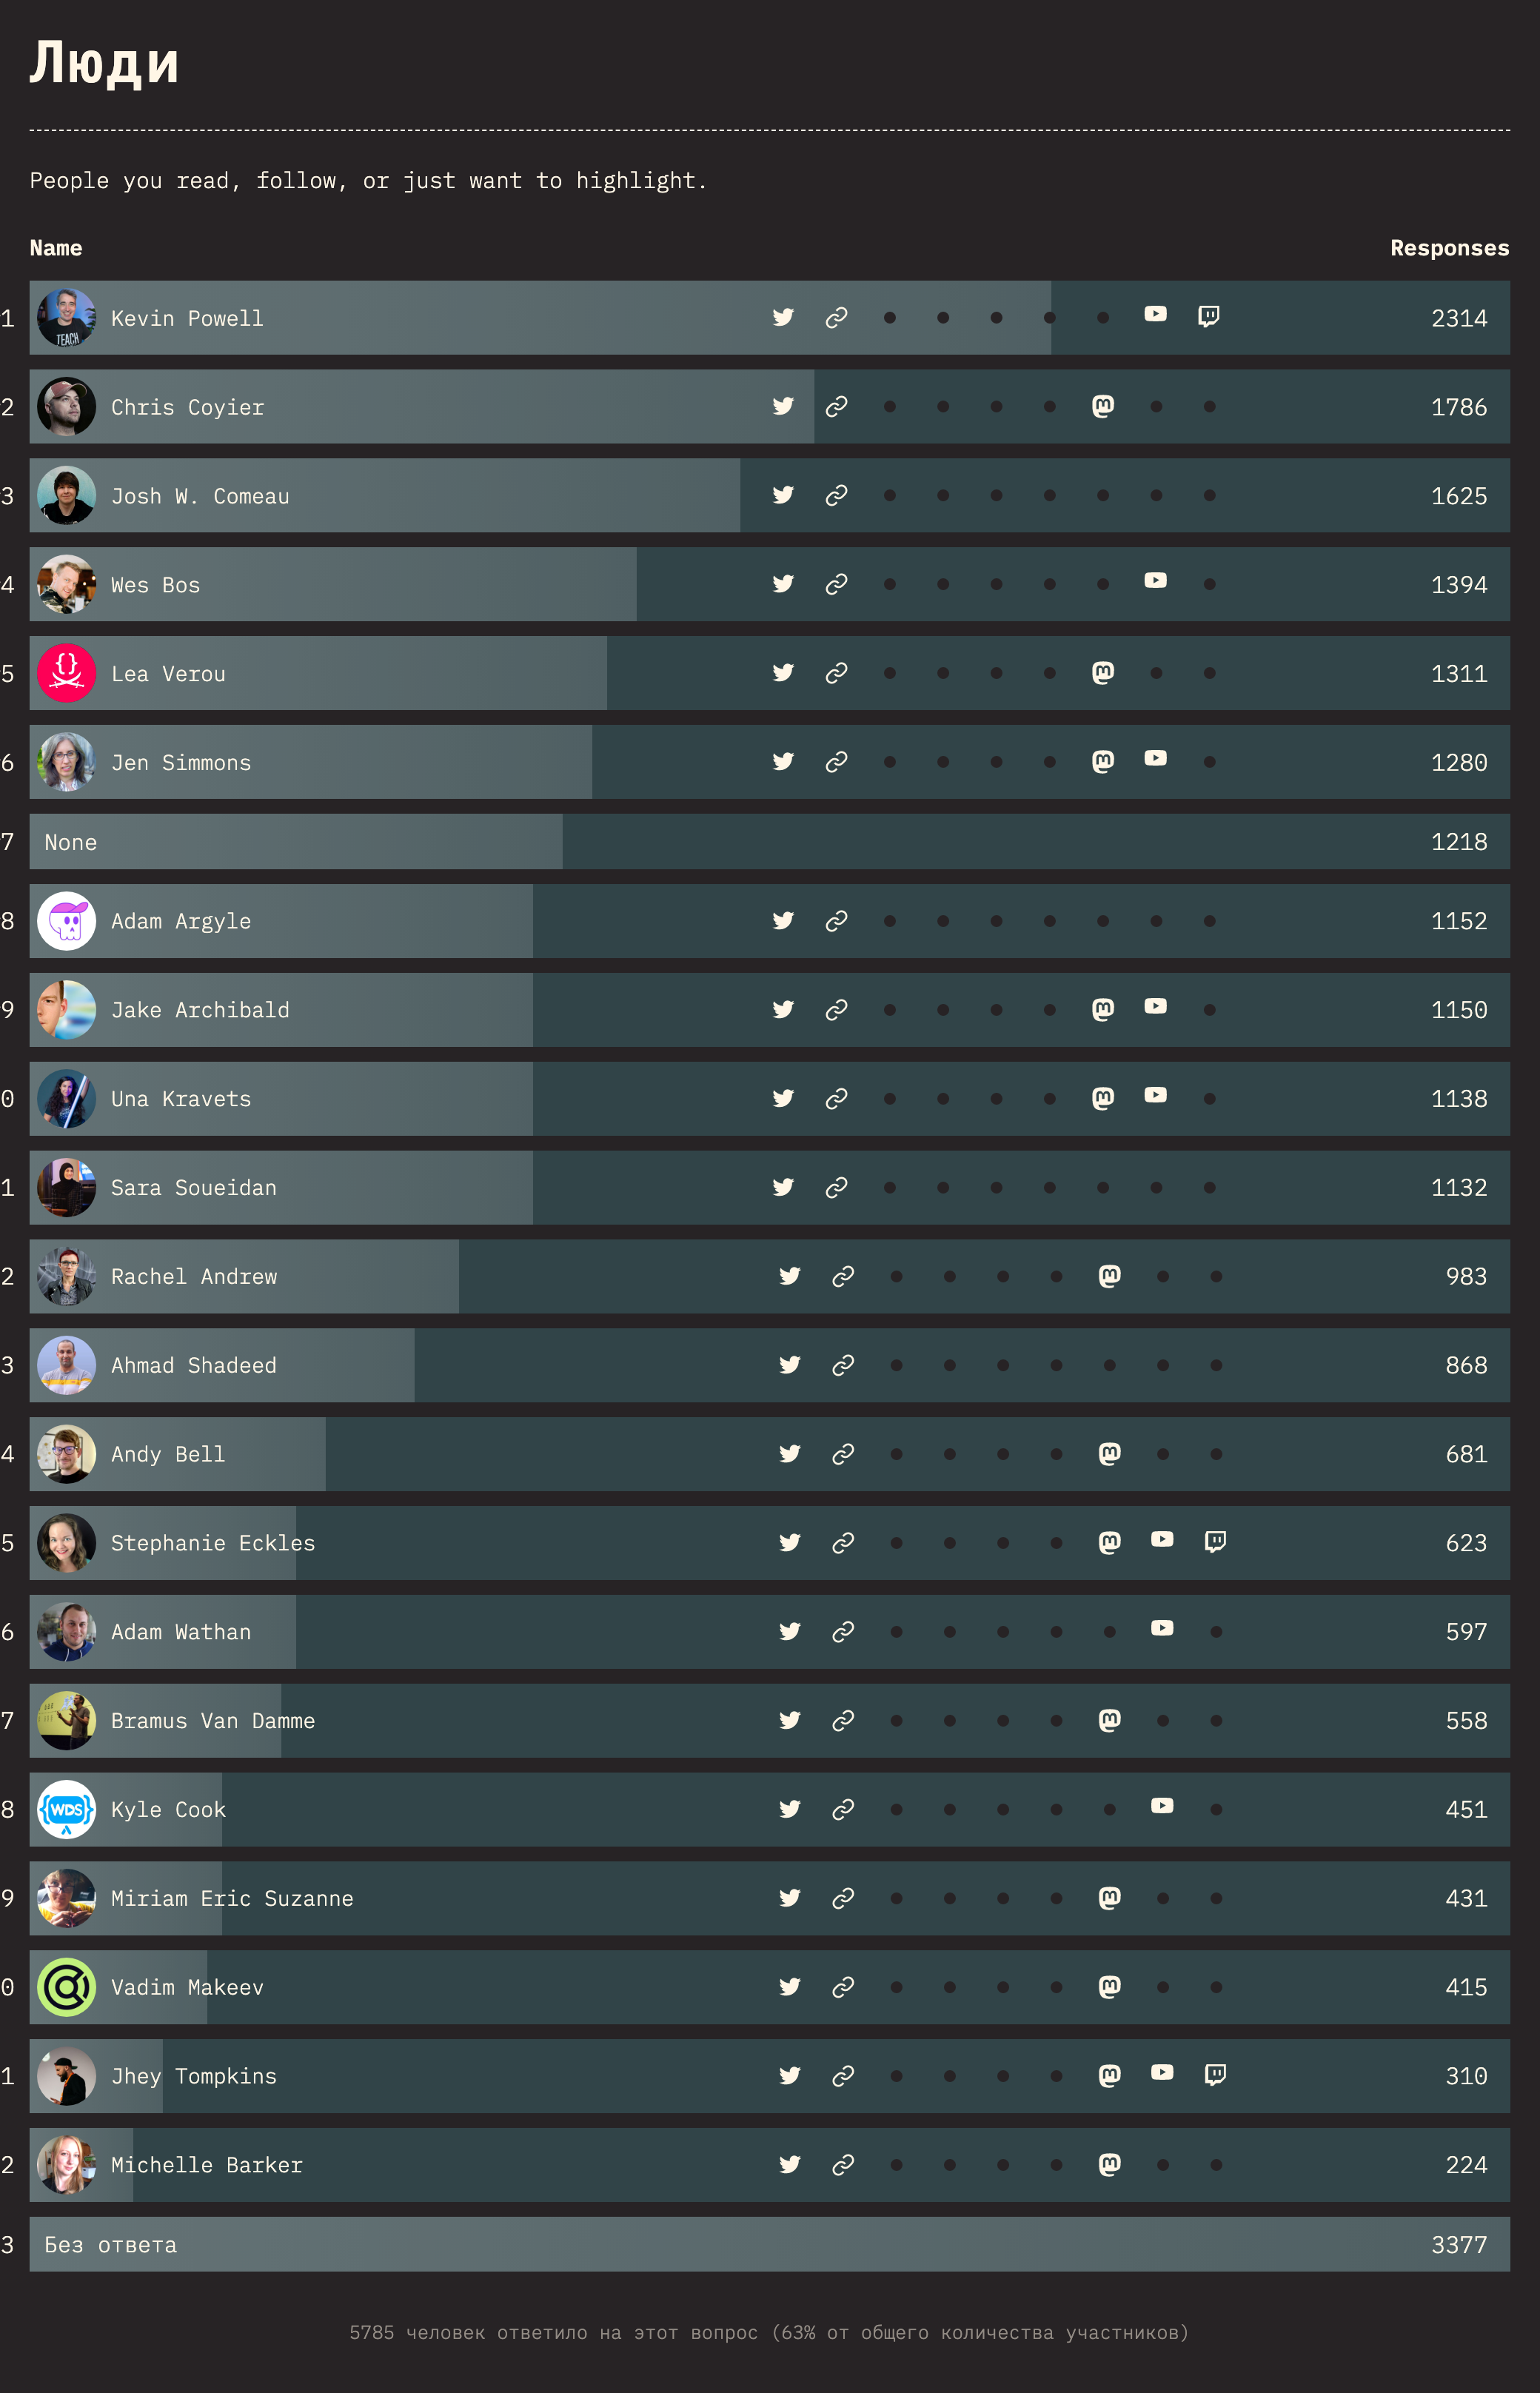 Люди
People you read, follow, or just want to highlight.
Name Responses
1 TEACH Kevin Powell 2314
2 Chris Coyier 1786
3 Josh W. Comeau 1625
4 Wes Bos 1394
5 {} Lea Verou 1311
6 Jen Simmons 1280
7 None 1218
8 Adam Argyle 1152
9 Jake Archibald 1150
0 Una Kravets 1138
1 Sara Soueidan 1132
2 Rachel Andrew 983
3 Ahmad Shadeed 868
4 Andy Bell 681
5 Stephanie Eckles 623
6 Adam Wathan 597
7 Bramus Van Damme 558
8 {WDS} Kyle Cook 451
9 Miriam Eric Suzanne 431
0 Vadim Makeev 415
1 Jhey Tompkins 310
2 Michelle Barker 224
3 Без ответа 3377
5785 человек ответило на этот вопрос (63% от общего количества участников)